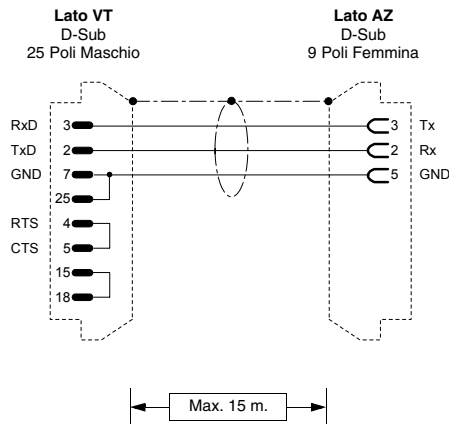 Lato VT
D-Sub
25 Poli Maschio
Lato AZ
D-Sub
9 Poli Femmina
RxD 3 3 Tx
TxD 2 2 Rx
GND 7 5 GND
25
RTS 4
CTS 5
15
18
Max. 15 m.